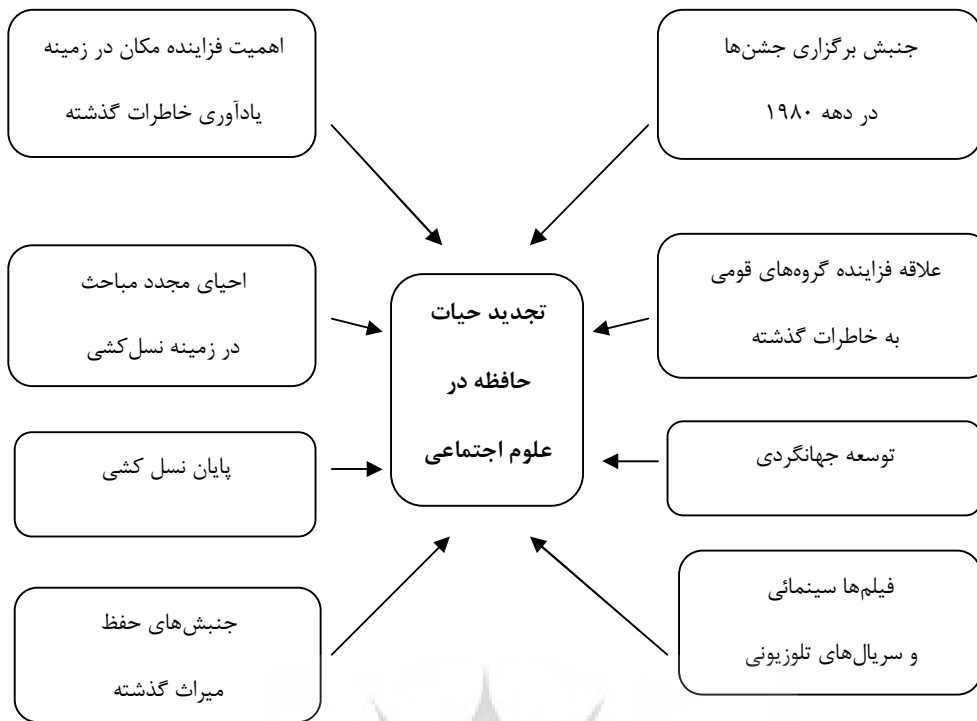 جنبش برگزاری جشن‌ها
در دهه ۱۹۸۰
اهمیت فزاینده مکان در زمینه
یادآوری خاطرات گذشته
علاقه فزاینده گروه‌های قومی
به خاطرات گذشته
تجدید حیات
حافظه در
علوم اجتماعی
احیای مجدد مباحث
در زمینه نسل‌کشی
توسعه جهانگردی
پایان نسل کشی
فیلم‌ها سینمائی
و سریال‌های تلوزیونی
جنبش‌های حفظ
میراث گذشته